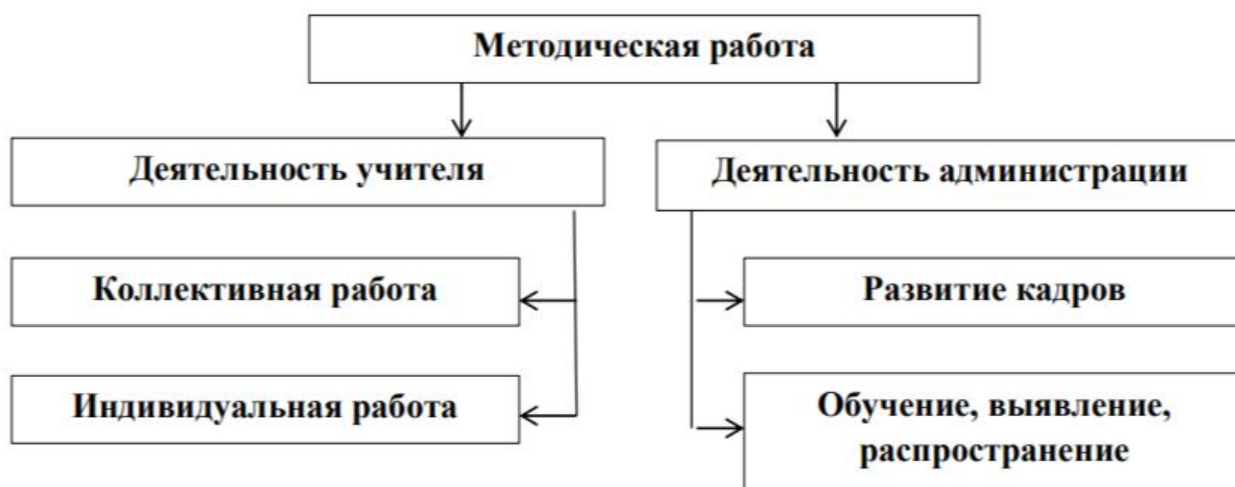 Методическая работа
Деятельность учителя
Деятельность администрации
Коллективная работа
Развитие кадров
Индивидуальная работа
Обучение, выявление,
распространение